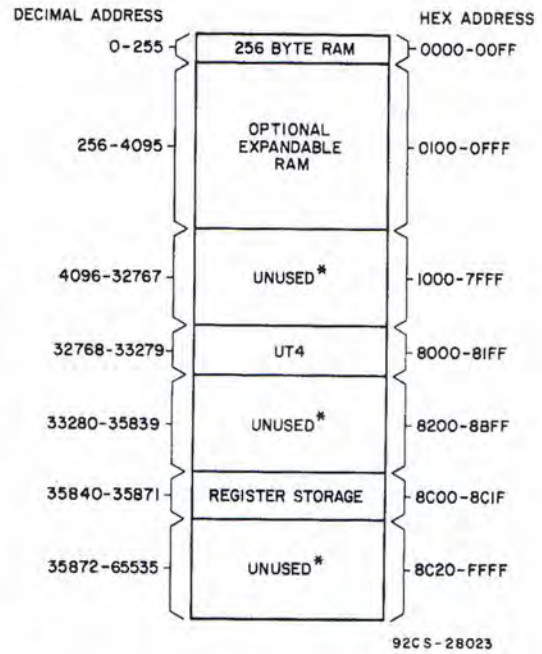 DECIMAL ADDRESS HEX ADDRESS
0-255 256 BYTE RAM 0000-00FF
256-4095 OPTIONAL EXPANDABLE RAM 0100-0FFF
4096-32767 UNUSED* 1000-7FFF
32768-33279 UT4 8000-81FF
33280-35839 UNUSED* 8200-8BFF
35840-35871 REGISTER STORAGE 8C00-8C1F
35872-65535 UNUSED* 8C20-FFFF
92CS-28023